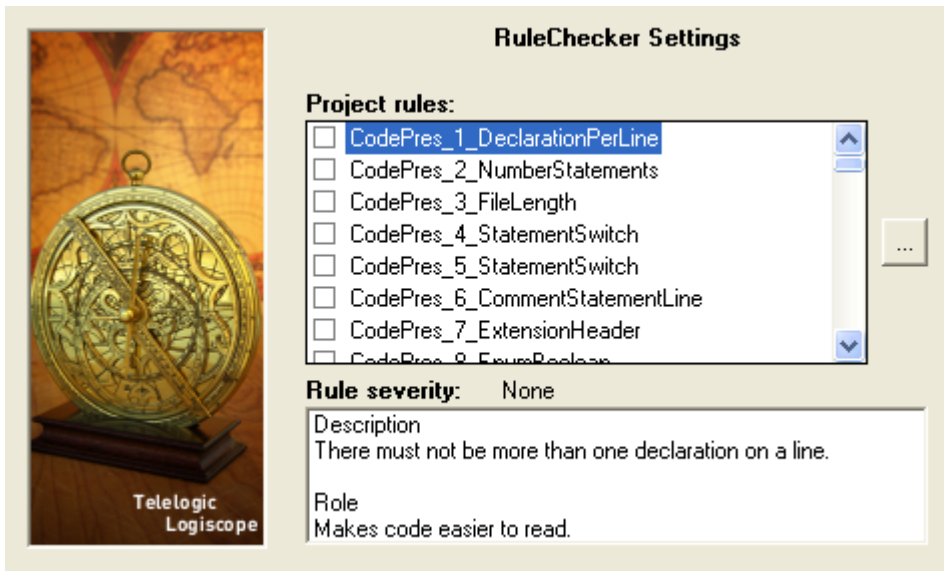 RuleChecker Settings
Project rules:
CodePres_1_DeclarationPerLine
CodePres_2_NumberStatements
CodePres_3_FileLength
CodePres_4_StatementSwitch
CodePres_5_StatementSwitch
CodePres_6_CommentStatementLine
CodePres_7_ExtensionHeader
CodePres_8_EnumBoolean
...
Rule severity: None
Description
There must not be more than one declaration on a line.
Role
Makes code easier to read.
Telelogic
Logiscope